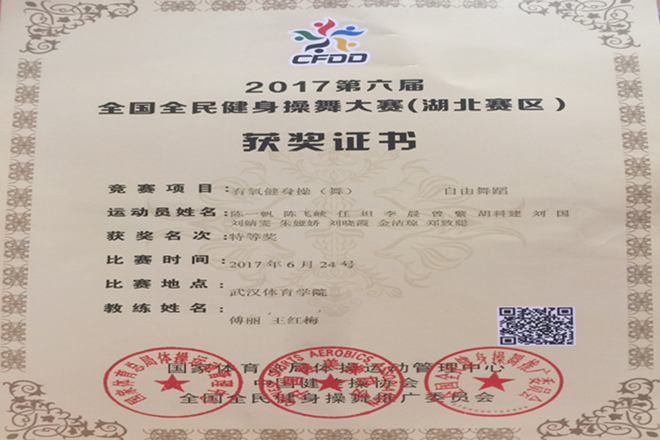 CFDD
2017第六届
全国全民健身操舞大赛(湖北赛区)
获奖证书
竞赛项目:有氧健身操(舞) 自由舞蹈
运动员姓名:陈一帆 陈飞峡 任 坦 李 晨 曾 繁 胡科建 刘 国
刘婧雯 朱娅娇 刘晓霞 金洁琼 郑致聪
获奖名次:特等奖
比赛时间:2017年6月24号
比赛地点:武汉体育学院
教练姓名:傅丽 王红梅
国家体育总局体操运动管理中心
中国健美操协会
全国全民健身操舞推广委员会